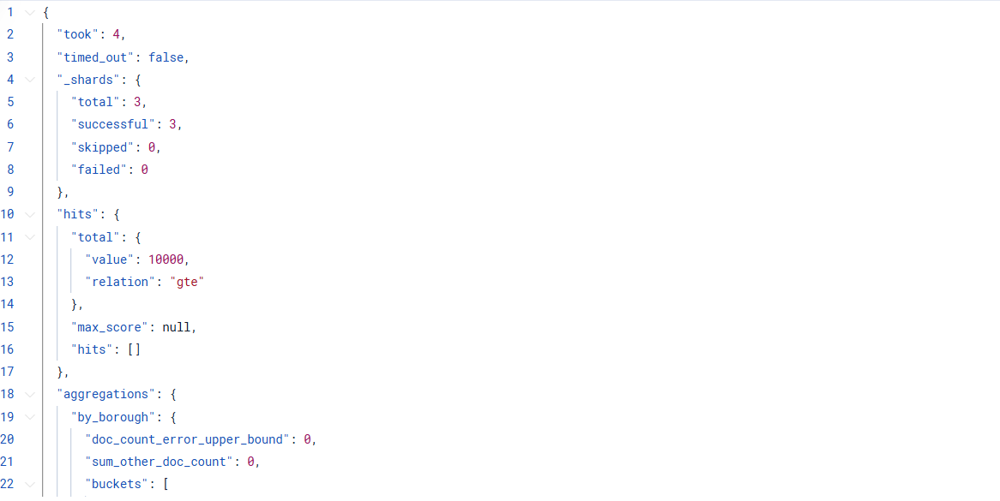 1 {
2 "took": 4,
3 "timed_out": false,
4 "_shards": {
5 "total": 3,
6 "successful": 3,
7 "skipped": 0,
8 "failed": 0
9 },
10 "hits": {
11 "total": {
12 "value": 10000,
13 "relation": "gte"
14 },
15 "max_score": null,
16 "hits": []
17 },
18 "aggregations": {
19 "by_borough": {
20 "doc_count_error_upper_bound": 0,
21 "sum_other_doc_count": 0,
22 "buckets": [